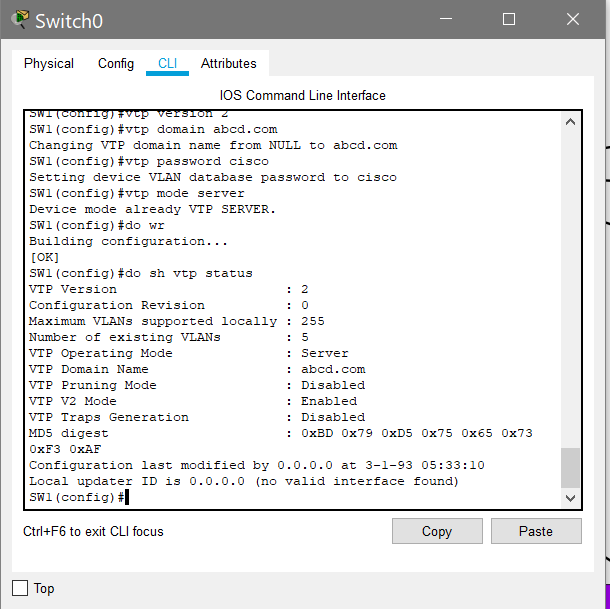 Switch0
Physical Config CLI Attributes
IOS Command Line Interface
SW1(config)#vtp version 2
SW1(config)#vtp domain abcd.com
Changing VTP domain name from NULL to abcd.com
SW1(config)#vtp password cisco
Setting device VLAN database password to cisco
SW1(config)#vtp mode server
Device mode already VTP SERVER.
SW1(config)#do wr
Building configuration...
[OK]
SW1(config)#do sh vtp status
VTP Version : 2
Configuration Revision : 0
Maximum VLANs supported locally : 255
Number of existing VLANs : 5
VTP Operating Mode : Server
VTP Domain Name : abcd.com
VTP Pruning Mode : Disabled
VTP V2 Mode : Enabled
VTP Traps Generation : Disabled
MD5 digest : 0xBD 0x79 0xD5 0x75 0x65 0x73
0xF3 0xAF
Configuration last modified by 0.0.0.0 at 3-1-93 05:33:10
Local updater ID is 0.0.0.0 (no valid interface found)
SW1(config)#
Ctrl+F6 to exit CLI focus
Copy Paste
Top